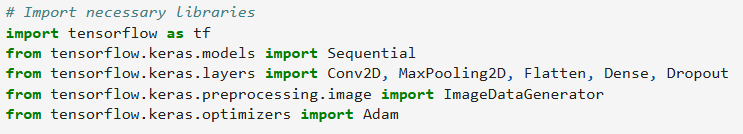 # Import necessary libraries
import tensorflow as tf
from tensorflow.keras.models import Sequential
from tensorflow.keras.layers import Conv2D, MaxPooling2D, Flatten, Dense, Dropout
from tensorflow.keras.preprocessing.image import ImageDataGenerator
from tensorflow.keras.optimizers import Adam